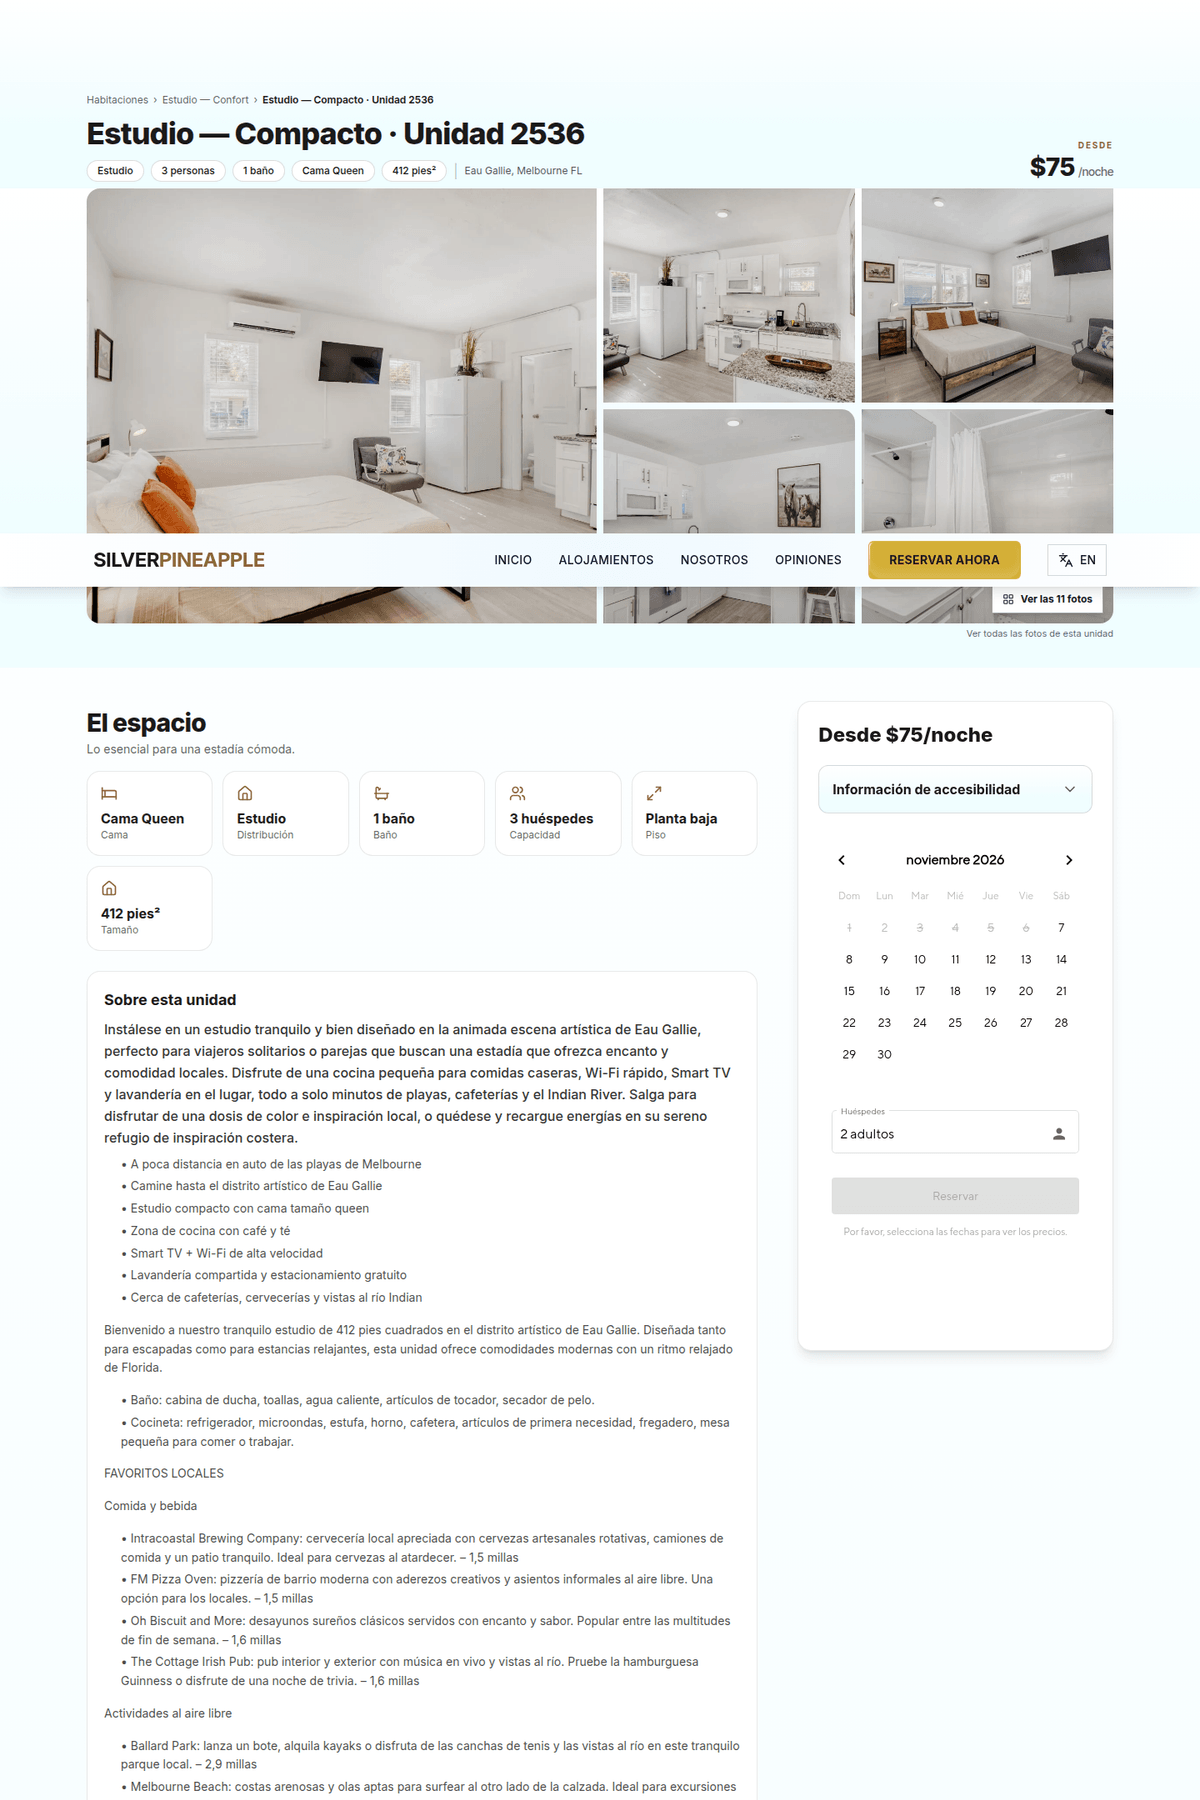 Habitaciones › Estudio — Confort › Estudio — Compacto · Unidad 2536
Estudio — Compacto · Unidad 2536
Estudio
3 personas
1 baño
Cama Queen
412 pies²
Eau Gallie, Melbourne FL
DESDE
$75 /noche
SILVERPINEAPPLE
INICIO
ALOJAMIENTOS
NOSOTROS
OPINIONES
RESERVAR AHORA
EN
Ver las 11 fotos
Ver todas las fotos de esta unidad
El espacio
Lo esencial para una estadía cómoda.
Cama Queen
Cama
Estudio
Distribución
1 baño
Baño
3 huéspedes
Capacidad
Planta baja
Piso
412 pies²
Tamaño
Sobre esta unidad
Instálese en un estudio tranquilo y bien diseñado en la animada escena artística de Eau Gallie,
perfecto para viajeros solitarios o parejas que buscan una estadía que ofrezca encanto y
comodidad locales. Disfrute de una cocina pequeña para comidas caseras, Wi-Fi rápido, Smart TV
y lavandería en el lugar, todo a solo minutos de playas, cafeterías y el Indian River. Salga para
disfrutar de una dosis de color e inspiración local, o quédese y recargue energías en su sereno
refugio de inspiración costera.
• A poca distancia en auto de las playas de Melbourne
• Camine hasta el distrito artístico de Eau Gallie
• Estudio compacto con cama tamaño queen
• Zona de cocina con café y té
• Smart TV + Wi-Fi de alta velocidad
• Lavandería compartida y estacionamiento gratuito
• Cerca de cafeterías, cervecerías y vistas al río Indian
Bienvenido a nuestro tranquilo estudio de 412 pies cuadrados en el distrito artístico de Eau Gallie. Diseñada tanto
para escapadas como para estancias relajantes, esta unidad ofrece comodidades modernas con un ritmo relajado
de Florida.
• Baño: cabina de ducha, toallas, agua caliente, artículos de tocador, secador de pelo.
• Cocineta: refrigerador, microondas, estufa, horno, cafetera, artículos de primera necesidad, fregadero, mesa
pequeña para comer o trabajar.
FAVORITOS LOCALES
Comida y bebida
• Intracoastal Brewing Company: cervecería local apreciada con cervezas artesanales rotativas, camiones de
comida y un patio tranquilo. Ideal para cervezas al atardecer. – 1,5 millas
• FM Pizza Oven: pizzería de barrio moderna con aderezos creativos y asientos informales al aire libre. Una
opción para los locales. – 1,5 millas
• Oh Biscuit and More: desayunos sureños clásicos servidos con encanto y sabor. Popular entre las multitudes
de fin de semana. – 1,6 millas
• The Cottage Irish Pub: pub interior y exterior con música en vivo y vistas al río. Pruebe la hamburguesa
Guinness o disfrute de una noche de trivia. – 1,6 millas
Actividades al aire libre
• Ballard Park: lanza un bote, alquila kayaks o disfruta de las canchas de tenis y las vistas al río en este tranquilo
parque local. – 2,9 millas
• Melbourne Beach: costas arenosas y olas aptas para surfear al otro lado de la calzada. Ideal para excursiones
Desde $75/noche
Información de accesibilidad
noviembre 2026
Dom Lun Mar Mié Jue Vie Sáb
1 2 3 4 5 6 7
8 9 10 11 12 13 14
15 16 17 18 19 20 21
22 23 24 25 26 27 28
29 30
Huéspedes
2 adultos
Reservar
Por favor, selecciona las fechas para ver los precios.